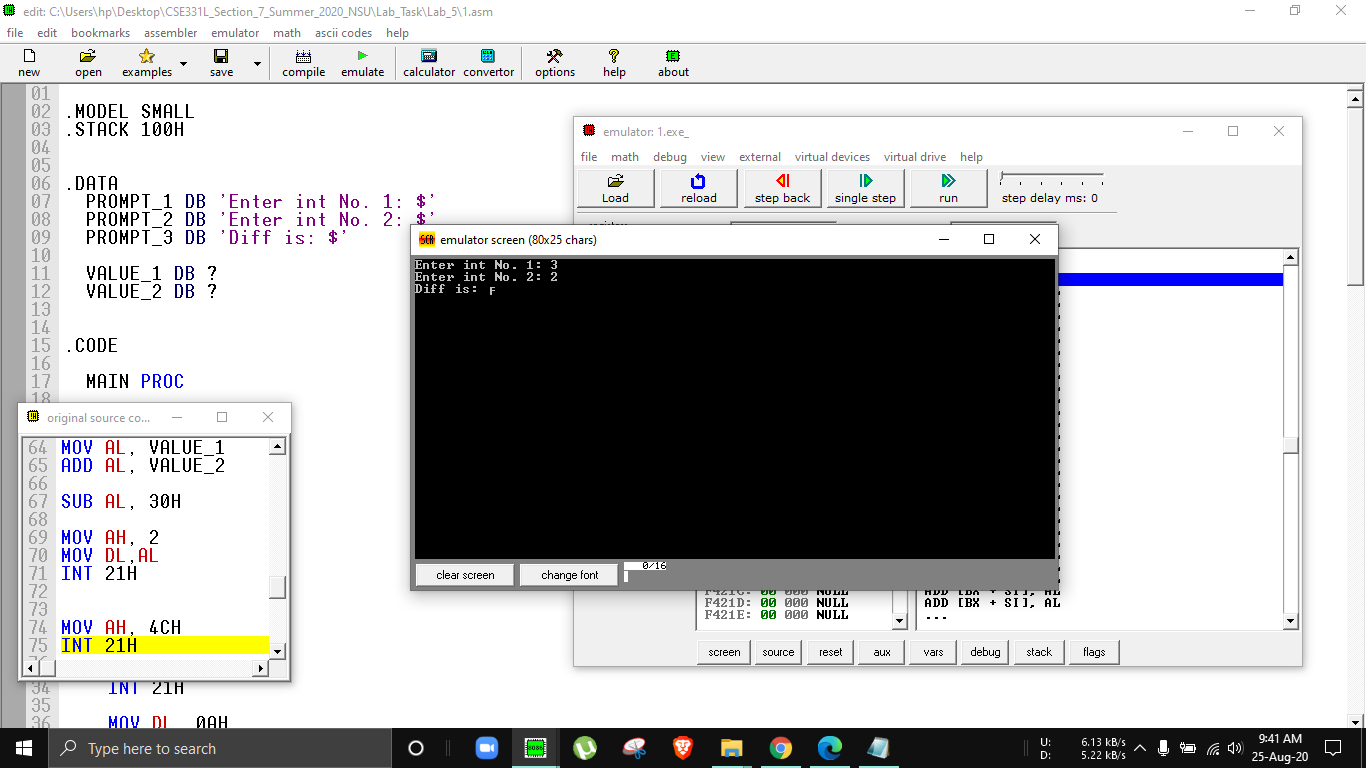 edit: C:\Users\hp\Desktop\CSE331L_Section_7_Summer_2020_NSU\Lab_Task\Lab_5\1.asm
file edit bookmarks assembler emulator math ascii codes help
new open examples save compile emulate calculator convertor options help about
01
02 .MODEL SMALL
03 .STACK 100H
04
05
06 .DATA
07 PROMPT_1 DB 'Enter int No. 1: $'
08 PROMPT_2 DB 'Enter int No. 2: $'
09 PROMPT_3 DB 'Diff is: $'
10
11 VALUE_1 DB ?
12 VALUE_2 DB ?
13
14
15 .CODE
16
17 MAIN PROC
18
34 INT 21H
35
36 MOV DL, 0AH
emulator: 1.exe_
file math debug view external virtual devices virtual drive help
Load reload step back single step run step delay ms: 0
emulator screen (80x25 chars)
Enter int No. 1: 3
Enter int No. 2: 2
Diff is:
clear screen change font 0/16
F421C: 00 000 NULL ADD [BX + SI], AL
F421D: 00 000 NULL ADD [BX + SI], AL
F421E: 00 000 NULL ...
screen source reset aux vars debug stack flags
original source co...
64 MOV AL, VALUE_1
65 ADD AL, VALUE_2
66
67 SUB AL, 30H
68
69 MOV AH, 2
70 MOV DL,AL
71 INT 21H
72
73
74 MOV AH, 4CH
75 INT 21H
Type here to search
8086
U: 6.13 kB/s
D: 5.22 kB/s
9:41 AM
25-Aug-20